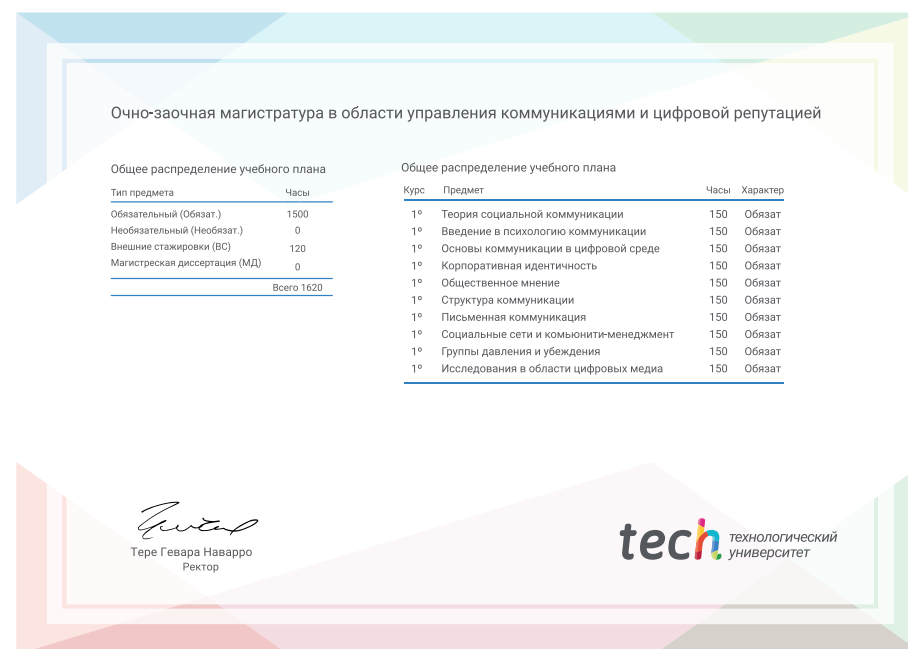 Очно-заочная магистратура в области управления коммуникациями и цифровой репутацией
Общее распределение учебного плана
Тип предмета Часы
Обязательный (Обязат.) 1500
Необязательный (Необязат.) 0
Внешние стажировки (ВС) 120
Магистреская диссертация (МД) 0
Всего 1620
Общее распределение учебного плана
Курс Предмет Часы Характер
1º Теория социальной коммуникации 150 Обязат
1º Введение в психологию коммуникации 150 Обязат
1º Основы коммуникации в цифровой среде 150 Обязат
1º Корпоративная идентичность 150 Обязат
1º Общественное мнение 150 Обязат
1º Структура коммуникации 150 Обязат
1º Письменная коммуникация 150 Обязат
1º Социальные сети и комьюнити-менеджмент 150 Обязат
1º Группы давления и убеждения 150 Обязат
1º Исследования в области цифровых медиа 150 Обязат
Тере Гевара Наварро
Ректор
tech технологический
университет